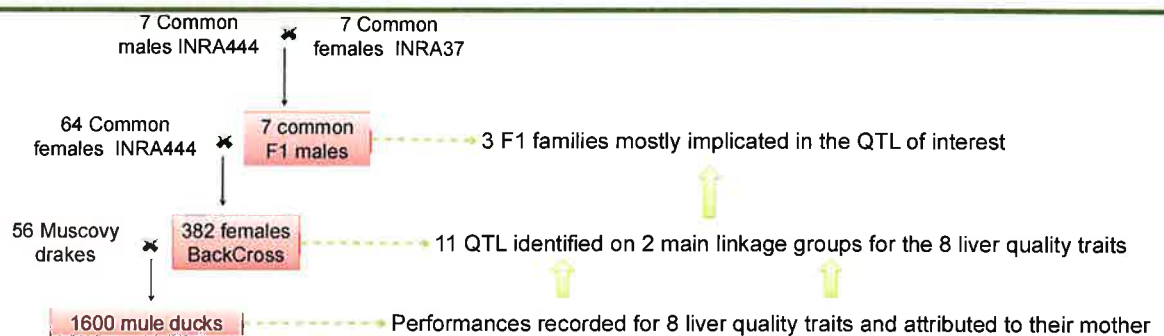 7 Common
males INRA444
7 Common
females INRA37
64 Common
females INRA444
7 common
F1 males
3 F1 families mostly implicated in the QTL of interest
56 Muscovy
drakes
382 females
BackCross
11 QTL identified on 2 main linkage groups for the 8 liver quality traits
1600 mule ducks
Performances recorded for 8 liver quality traits and attributed to their mother